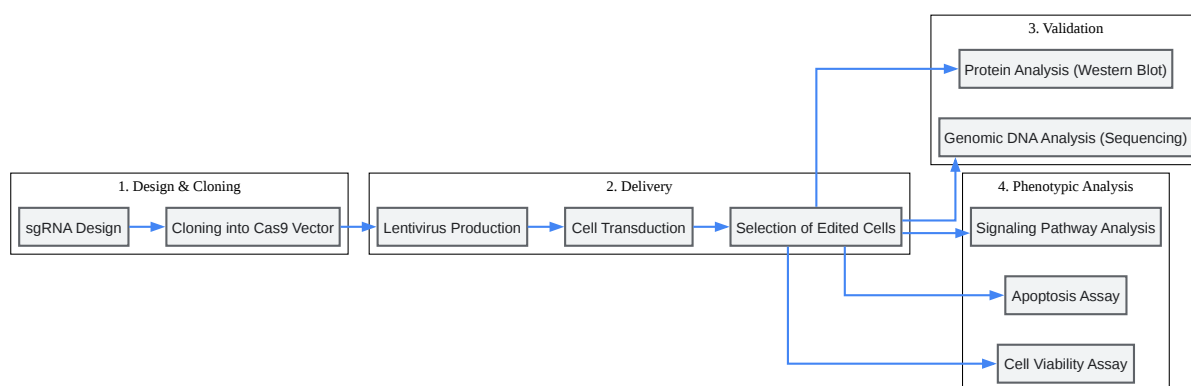 3. Validation
Protein Analysis (Western Blot)
Genomic DNA Analysis (Sequencing)
1. Design & Cloning
sgRNA Design
Cloning into Cas9 Vector
2. Delivery
Lentivirus Production
Cell Transduction
Selection of Edited Cells
4. Phenotypic Analysis
Signaling Pathway Analysis
Apoptosis Assay
Cell Viability Assay